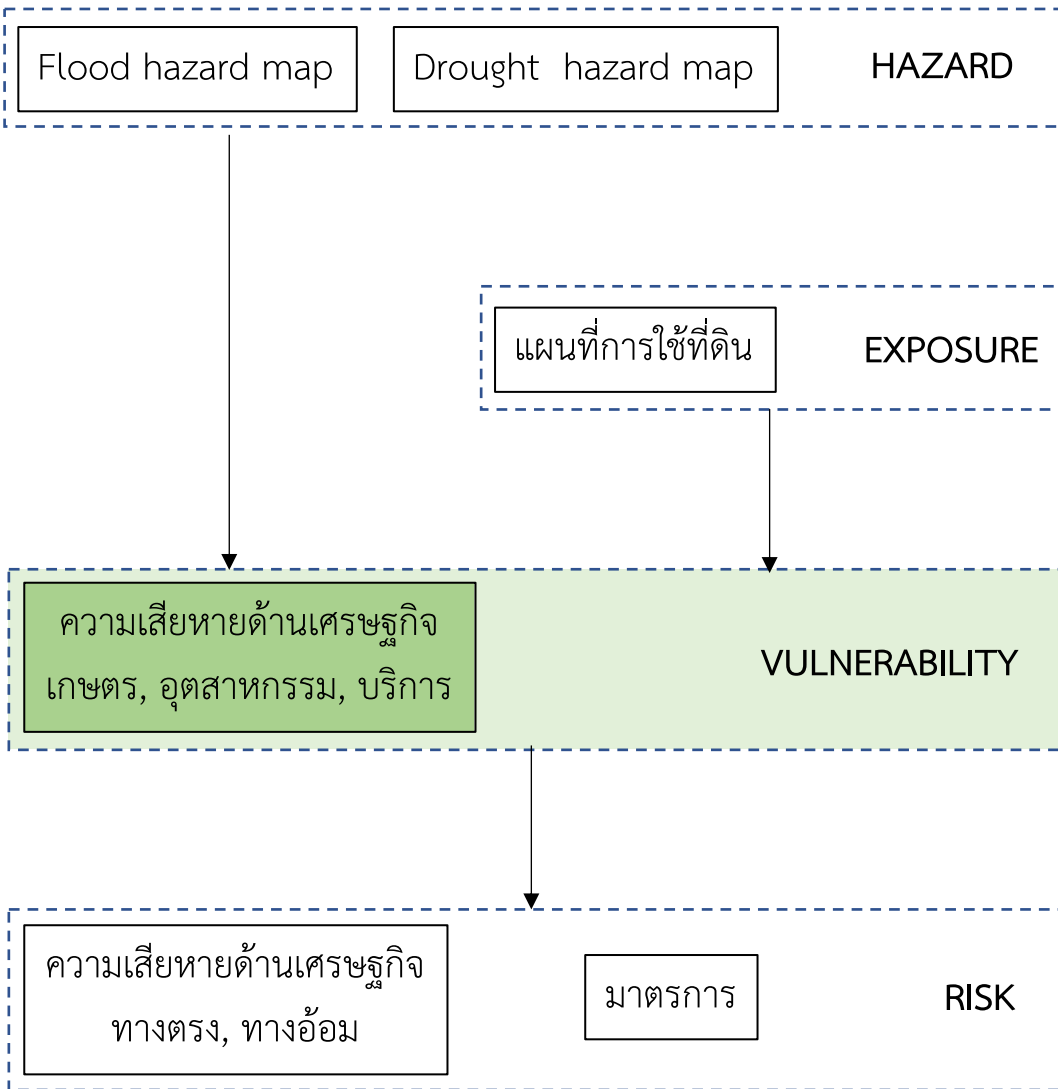 Flood hazard map
Drought hazard map
HAZARD
แผนที่การใช้ที่ดิน
EXPOSURE
ความเสียหายด้านเศรษฐกิจ
เกษตร, อุตสาหกรรม, บริการ
VULNERABILITY
ความเสียหายด้านเศรษฐกิจ
ทางตรง, ทางอ้อม
มาตรการ
RISK